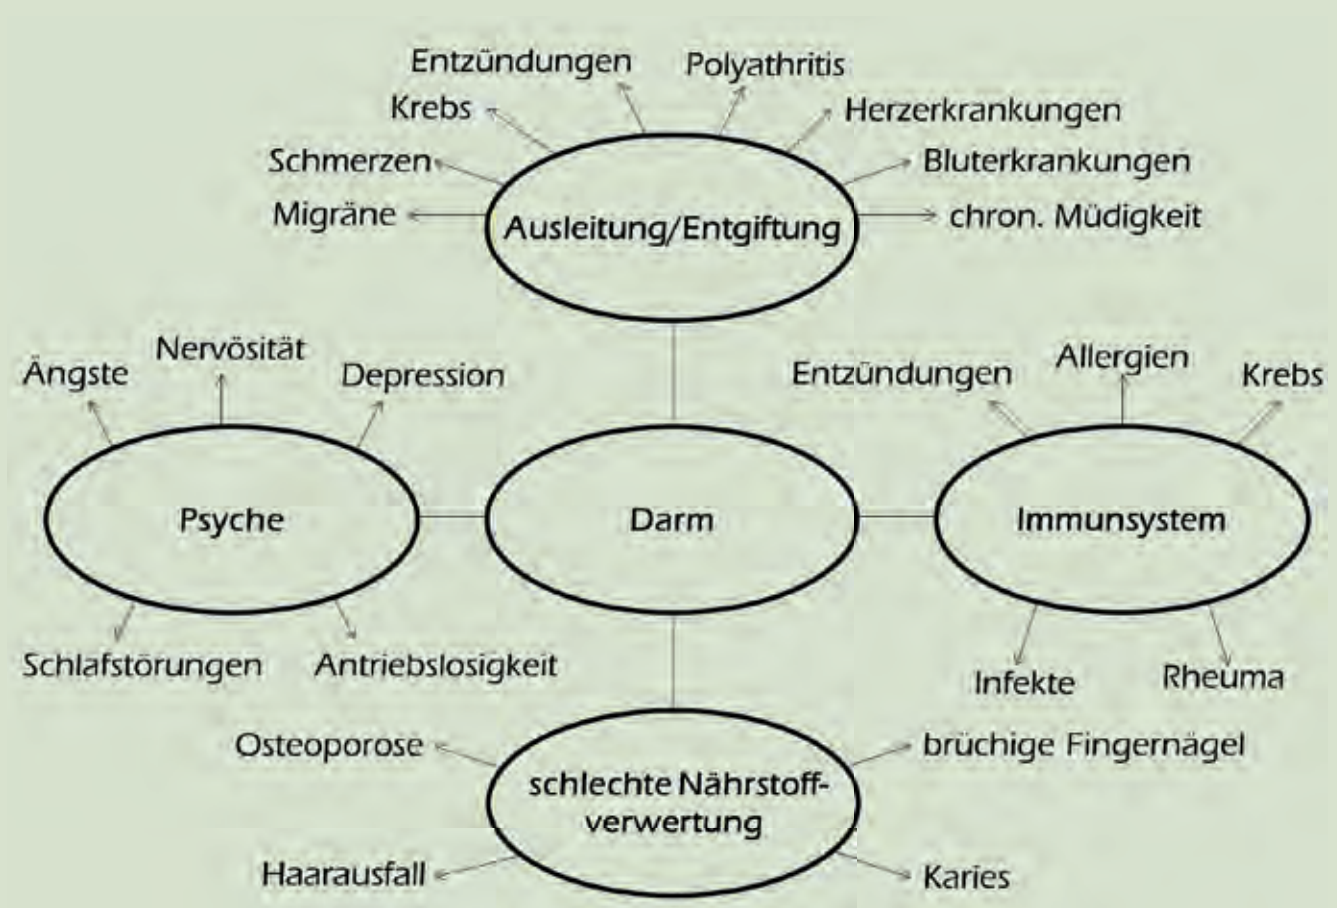 Entzündungen
Polyathritis
Krebs
Herzerkrankungen
Schmerzen
Bluterkrankungen
Migräne
Ausleitung/Entgiftung
chron. Müdigkeit
Ängste
Nervösität
Depression
Entzündungen
Allergien
Krebs
Psyche
Darm
Immunsystem
Schlafstörungen
Antriebslosigkeit
Infekte
Rheuma
Osteoporose
brüchige Fingernägel
schlechte Nährstoff-
verwertung
Haarausfall
Karies